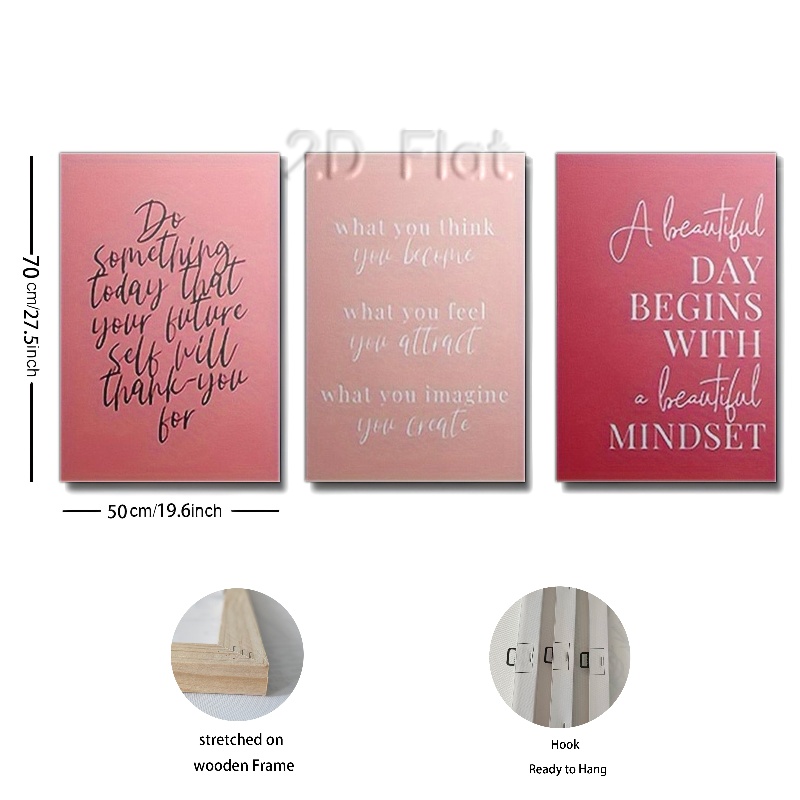 2D Flat
Do
something
today that
your future
self will
thank-you
for
what you think
you become
what you feel
you attract
what you imagine
you create
A beautiful
DAY
BEGINS
WITH
a beautiful
MINDSET
70 cm/27.5inch
50cm/19.6inch
stretched on
wooden Frame
Hook
Ready to Hang